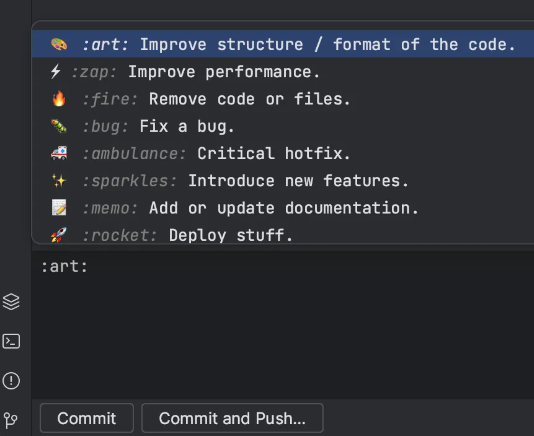 🎨 :art: Improve structure / format of the code.
⚡ :zap: Improve performance.
🔥 :fire: Remove code or files.
🐛 :bug: Fix a bug.
🚑 :ambulance: Critical hotfix.
✨ :sparkles: Introduce new features.
📝 :memo: Add or update documentation.
🚀 :rocket: Deploy stuff.
:art:
Commit
Commit and Push...